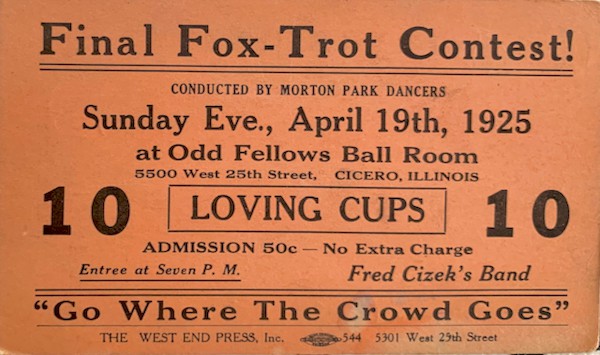 Final Fox-Trot Contest!
CONDUCTED BY MORTON PARK DANCERS
Sunday Eve., April 19th, 1925
at Odd Fellows Ball Room
5500 West 25th Street, CICERO, ILLINOIS
10 LOVING CUPS 10
ADMISSION 50c — No Extra Charge
Entree at Seven P. M. Fred Cizek's Band
"Go Where The Crowd Goes"
THE WEST END PRESS, Inc. 544 5301 West 25th Street